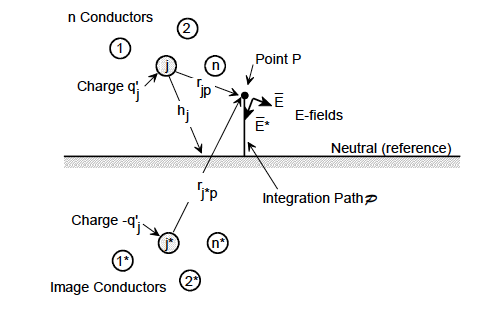 n Conductors
2
1
j
n
Point P
Charge q'j
rjp
E
hj
E*
E-fields
Neutral (reference)
rj*p
Integration Path 𝒫
Charge -q'j
j*
n*
1*
Image Conductors
2*